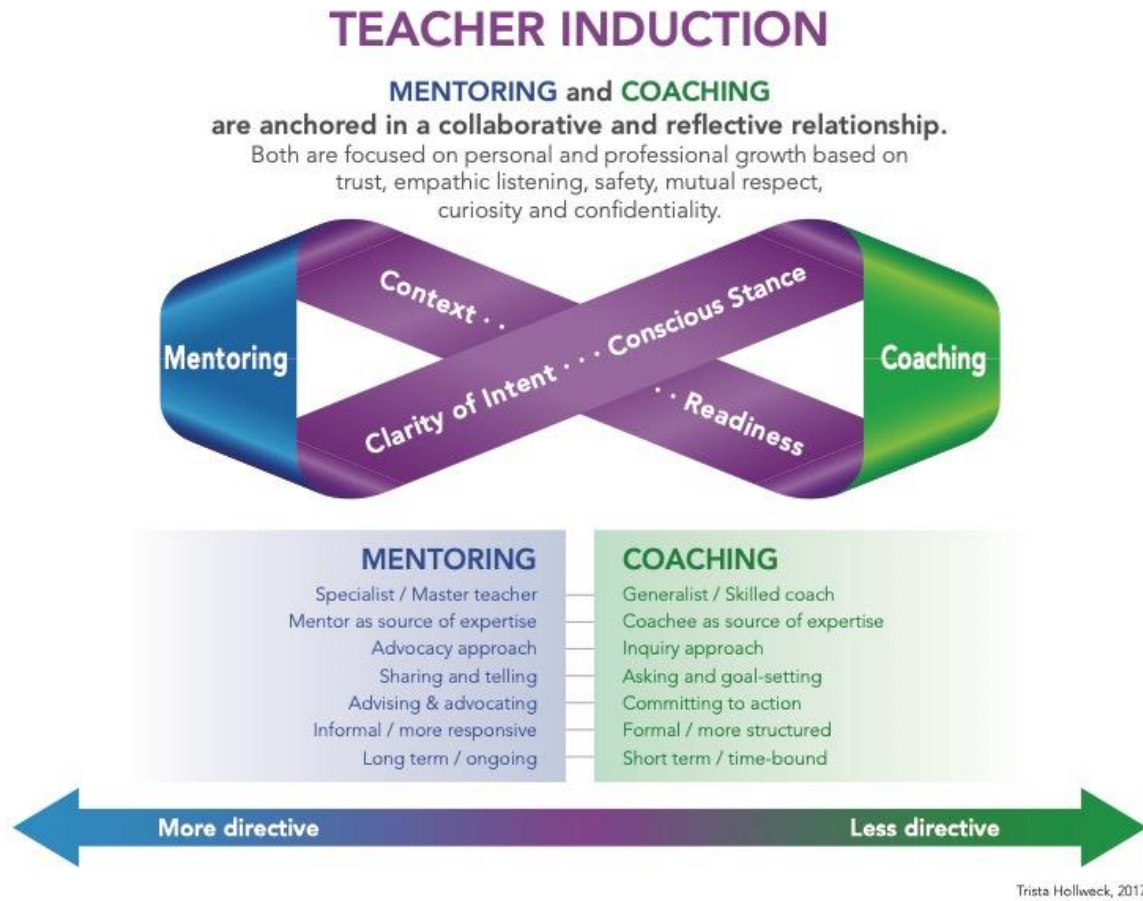 TEACHER INDUCTION
MENTORING and COACHING
are anchored in a collaborative and reflective relationship.
Both are focused on personal and professional growth based on
trust, empathic listening, safety, mutual respect,
curiosity and confidentiality.
Context . .
. . Readiness
Clarity of Intent . . . Conscious Stance
Mentoring
Coaching
MENTORING
Specialist / Master teacher
Mentor as source of expertise
Advocacy approach
Sharing and telling
Advising & advocating
Informal / more responsive
Long term / ongoing
COACHING
Generalist / Skilled coach
Coachee as source of expertise
Inquiry approach
Asking and goal-setting
Committing to action
Formal / more structured
Short term / time-bound
More directive
Less directive
Trista Hollweck, 2017